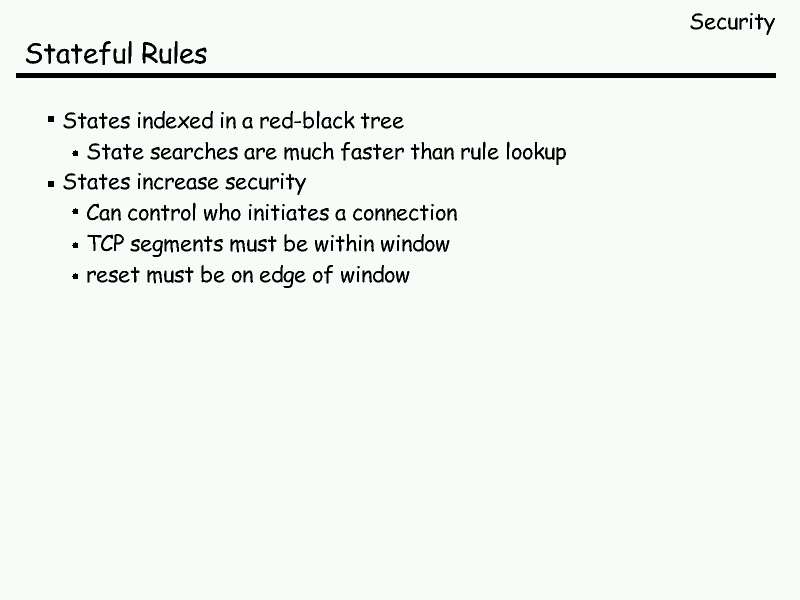 Security
Stateful Rules
States indexed in a red-black tree
State searches are much faster than rule lookup
States increase security
Can control who initiates a connection
TCP segments must be within window
reset must be on edge of window